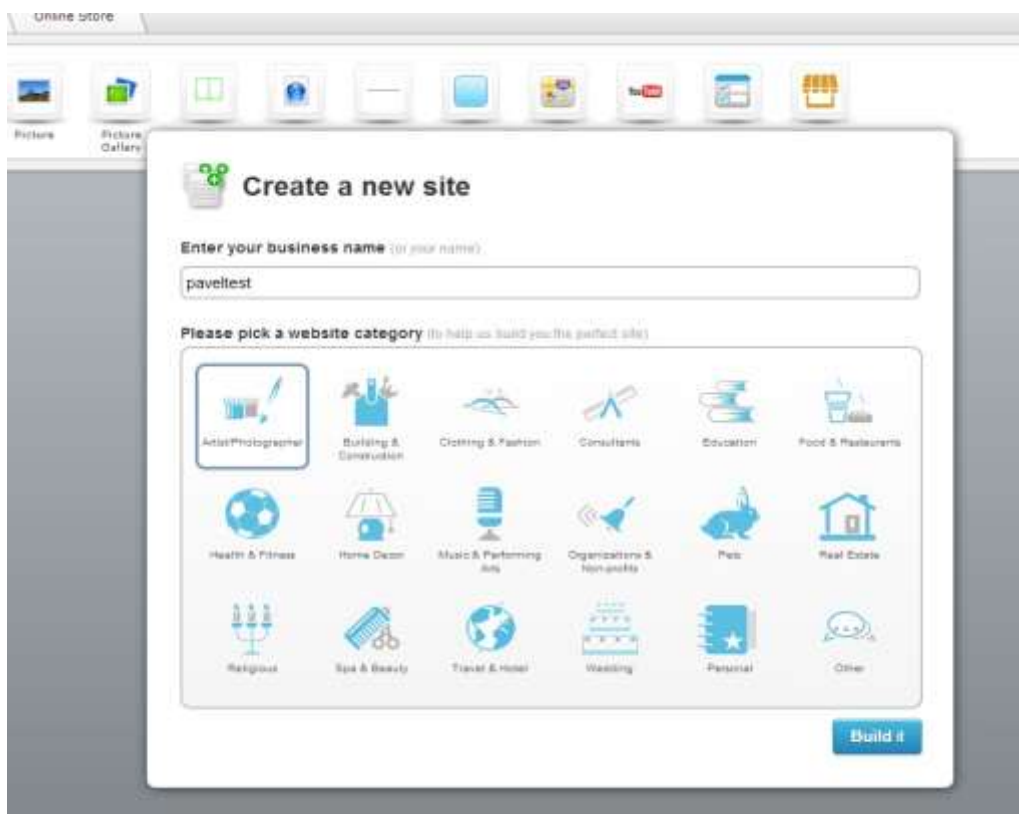 Online Store
Picture
Picture Gallery
You Tube
Create a new site
Enter your business name (or your name)
paveltest
Please pick a website category (to help us build you the perfect site)
Artist/Photographer
Building & Construction
Clothing & Fashion
Consultants
Education
Food & Restaurants
Health & Fitness
Home Decor
Music & Performing Arts
Organizations & Non-profits
Pets
Real Estate
Religious
Spa & Beauty
Travel & Hotel
Wedding
Personal
Other
Build it